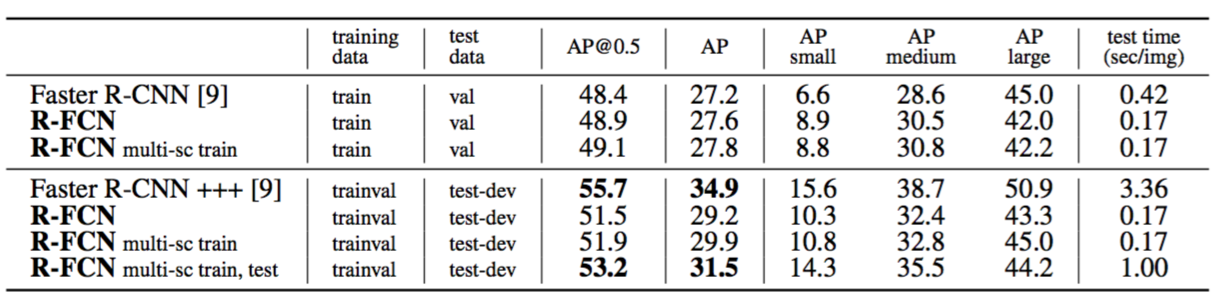 training data test data AP@0.5 AP AP small AP medium AP large test time (sec/img)
Faster R-CNN [9] train val 48.4 27.2 6.6 28.6 45.0 0.42
R-FCN train val 48.9 27.6 8.9 30.5 42.0 0.17
R-FCN multi-sc train train val 49.1 27.8 8.8 30.8 42.2 0.17
Faster R-CNN +++ [9] trainval test-dev 55.7 34.9 15.6 38.7 50.9 3.36
R-FCN trainval test-dev 51.5 29.2 10.3 32.4 43.3 0.17
R-FCN multi-sc train trainval test-dev 51.9 29.9 10.8 32.8 45.0 0.17
R-FCN multi-sc train, test trainval test-dev 53.2 31.5 14.3 35.5 44.2 1.00